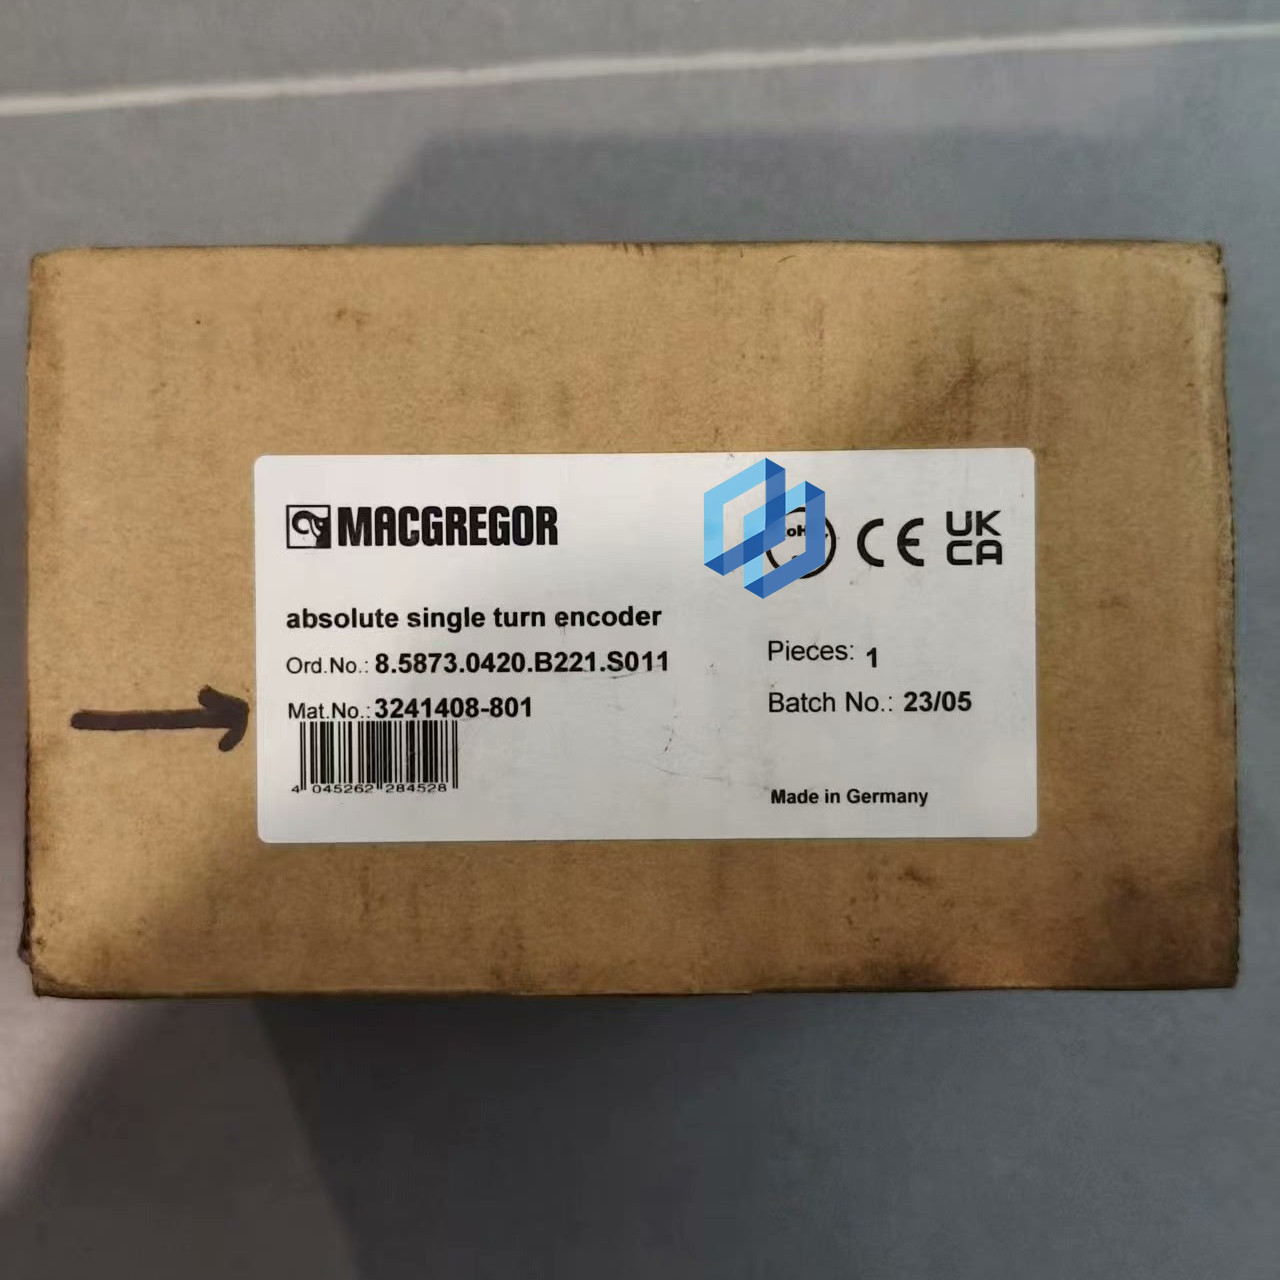 MACGREGOR
CE
UK
CA
absolute single turn encoder
Ord.No.: 8.5873.0420.B221.S011
Pieces: 1
Mat.No.: 3241408-801
Batch No.: 23/05
4 045262 284528
Made in Germany